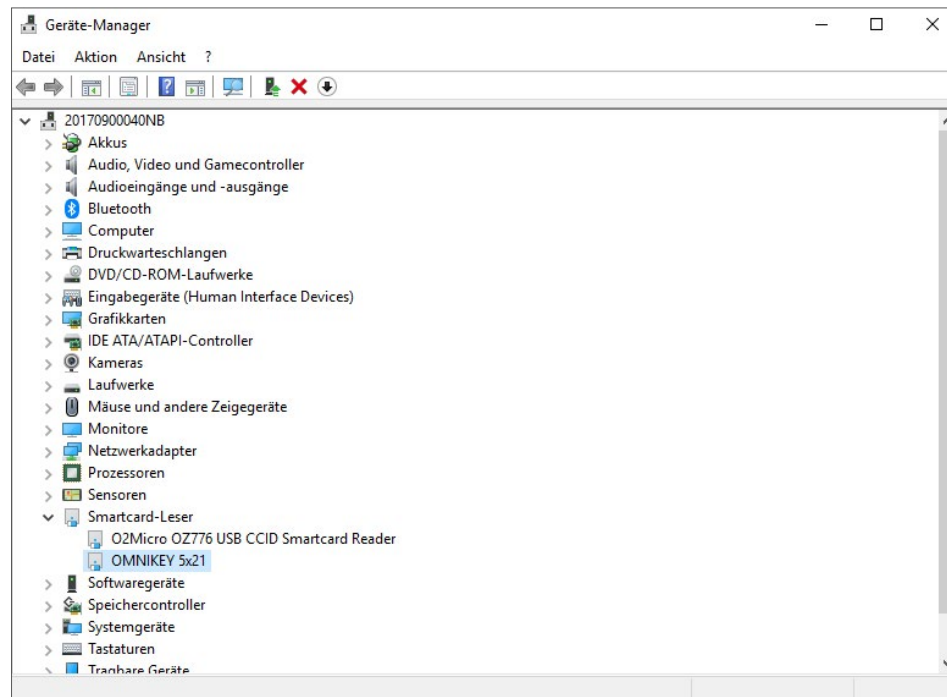 Geräte-Manager
Datei Aktion Ansicht ?
20170900040NB
Akkus
Audio, Video und Gamecontroller
Audioeingänge und -ausgänge
Bluetooth
Computer
Druckwarteschlangen
DVD/CD-ROM-Laufwerke
Eingabegeräte (Human Interface Devices)
Grafikkarten
IDE ATA/ATAPI-Controller
Kameras
Laufwerke
Mäuse und andere Zeigegeräte
Monitore
Netzwerkadapter
Prozessoren
Sensoren
Smartcard-Leser
O2Micro OZ776 USB CCID Smartcard Reader
OMNIKEY 5x21
Softwaregeräte
Speichercontroller
Systemgeräte
Tastaturen
Tragbare Geräte